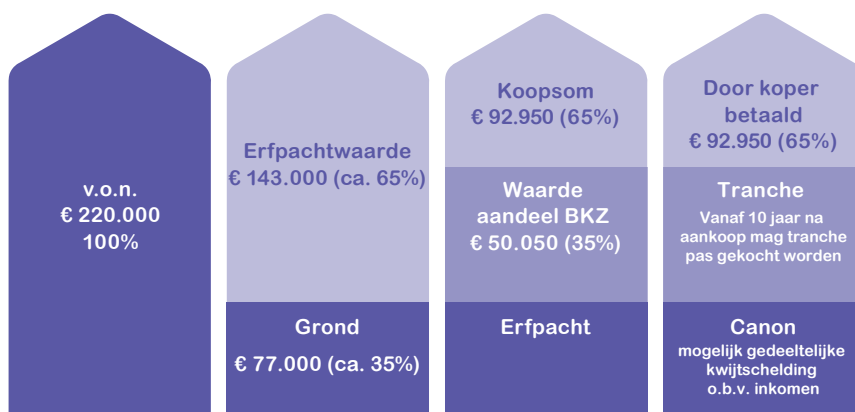 v.o.n.
€ 220.000
100%
Erfpachtwaarde
€ 143.000 (ca. 65%)
Grond
€ 77.000 (ca. 35%)
Koopsom
€ 92.950 (65%)
Waarde
aandeel BKZ
€ 50.050 (35%)
Erfpacht
Door koper
betaald
€ 92.950 (65%)
Tranche
Vanaf 10 jaar na
aankoop mag tranche
pas gekocht worden
Canon
mogelijk gedeeltelijke
kwijtschelding
o.b.v. inkomen